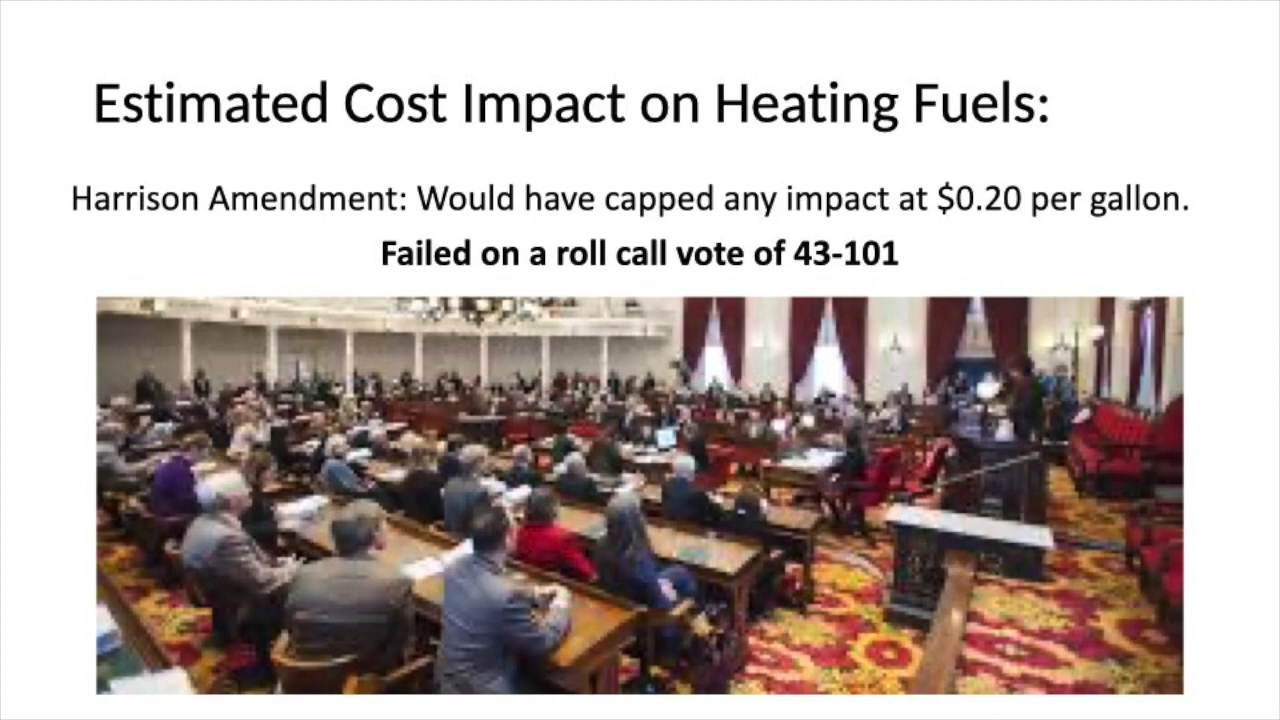 Estimated Cost Impact on Heating Fuels:
Harrison Amendment: Would have capped any impact at $0.20 per gallon.
Failed on a roll call vote of 43-101